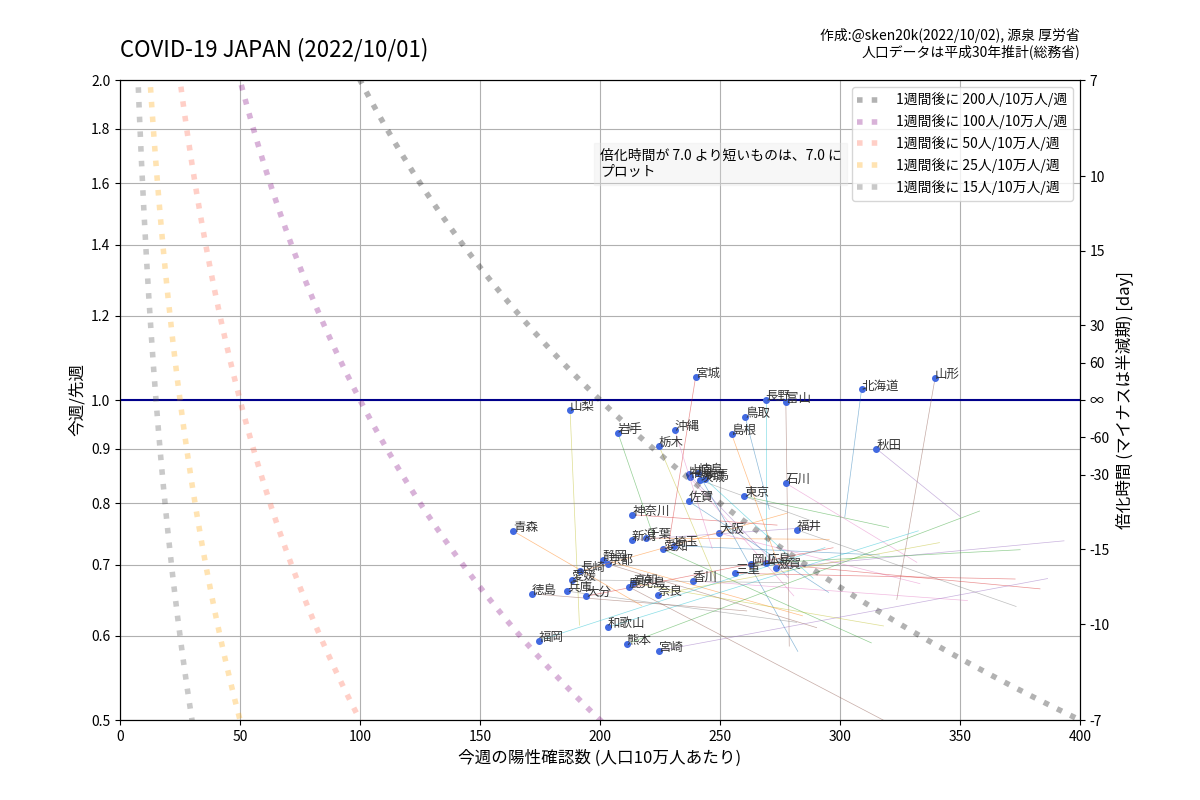 COVID-19 JAPAN (2022/10/01)
作成:@sken20k(2022/10/02), 源泉 厚労省
人口データは平成30年推計(総務省)
1週間後に 200人/10万人/週
1週間後に 100人/10万人/週
1週間後に 50人/10万人/週
1週間後に 25人/10万人/週
1週間後に 15人/10万人/週
倍化時間が 7.0 より短いものは、7.0 に
プロット
今週/先週
2.0
1.8
1.6
1.4
1.2
1.0
0.9
0.8
0.7
0.6
0.5
宮城
山形
北海道
長野
富山
山梨
鳥取
岩手
沖縄
島根
栃木
秋田
石川
佐賀
東京
神奈川
青森
大阪
福井
新潟
千葉
埼玉
愛知
静岡
京都
岡山
広島
滋賀
三重
長崎
愛媛
香川
高知
鹿児島
兵庫
大分
徳島
奈良
和歌山
福岡
熊本
宮崎
7
10
15
30
60
∞
-60
-30
-15
-10
-7
倍化時間 (マイナスは半減期) [day]
0
50
100
150
200
250
300
350
400
今週の陽性確認数 (人口10万人あたり)